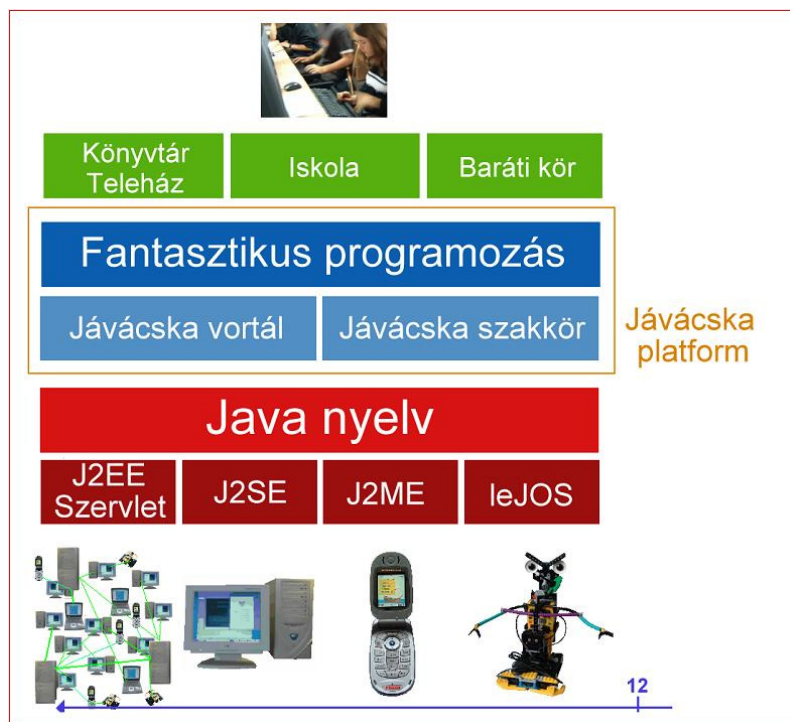 Könyvtár
Teleház
Iskola
Baráti kör
Fantasztikus programozás
Jávácska vortál
Jávácska szakkör
Jávácska
platform
Java nyelv
J2EE
Szervlet
J2SE
J2ME
leJOS
12